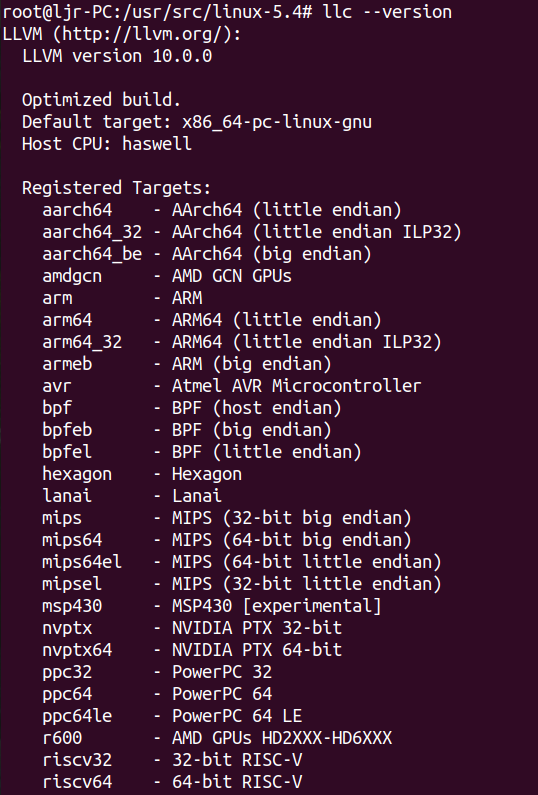 root@ljr-PC:/usr/src/linux-5.4# llc --version
LLVM (http://llvm.org/):
  LLVM version 10.0.0

  Optimized build.
  Default target: x86_64-pc-linux-gnu
  Host CPU: haswell

  Registered Targets:
    aarch64    - AArch64 (little endian)
    aarch64_32 - AArch64 (little endian ILP32)
    aarch64_be - AArch64 (big endian)
    amdgcn     - AMD GCN GPUs
    arm        - ARM
    arm64      - ARM64 (little endian)
    arm64_32   - ARM64 (little endian ILP32)
    armeb      - ARM (big endian)
    avr        - Atmel AVR Microcontroller
    bpf        - BPF (host endian)
    bpfeb      - BPF (big endian)
    bpfel      - BPF (little endian)
    hexagon    - Hexagon
    lanai      - Lanai
    mips       - MIPS (32-bit big endian)
    mips64     - MIPS (64-bit big endian)
    mips64el   - MIPS (64-bit little endian)
    mipsel     - MIPS (32-bit little endian)
    msp430     - MSP430 [experimental]
    nvptx      - NVIDIA PTX 32-bit
    nvptx64    - NVIDIA PTX 64-bit
    ppc32      - PowerPC 32
    ppc64      - PowerPC 64
    ppc64le    - PowerPC 64 LE
    r600       - AMD GPUs HD2XXX-HD6XXX
    riscv32    - 32-bit RISC-V
    riscv64    - 64-bit RISC-V